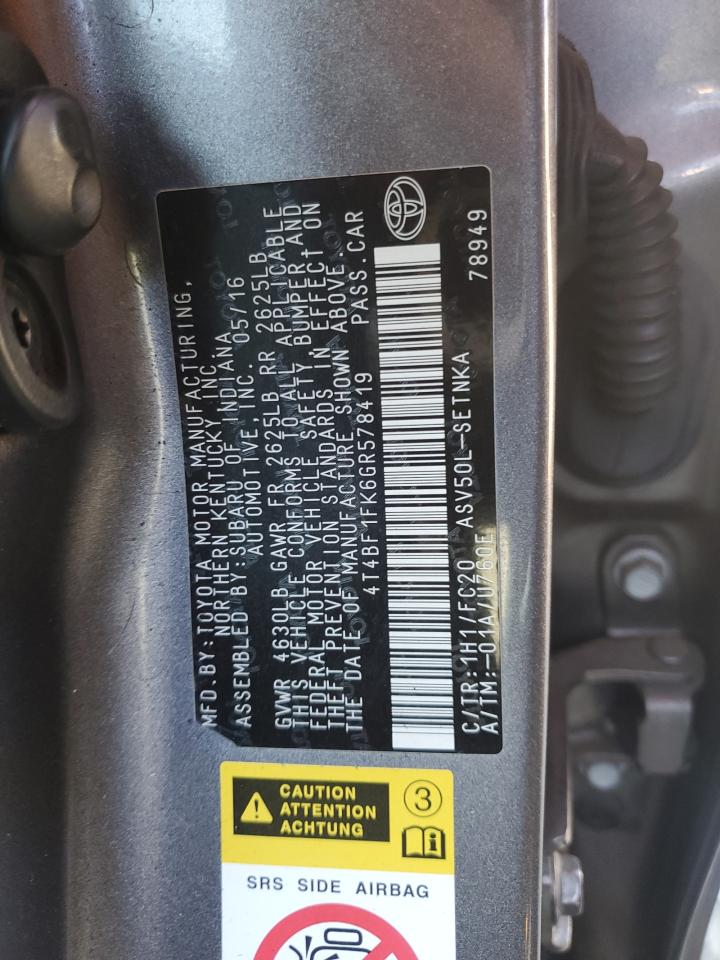 MFD.BY:TOYOTA MOTOR MANUFACTURING,
NORTHERN KENTUCKY INC.
ASSEMBLED BY:SUBARU OF INDIANA
AUTOMOTIVE, INC. 05/16
GVWR 4630LB GAWR FR 2625LB RR 2625LB
THIS VEHICLE CONFORMS TO ALL APPLICABLE
FEDERAL MOTOR VEHICLE SAFETY, BUMPER AND
THEFT PREVENTION STANDARDS IN EFFECT ON
THE DATE OF MANUFACTURE SHOWN ABOVE.
4T4BF1FK6GR578419 PASS.CAR
C/TR:1H1/FC20 ASV50L-SETNKA
A/TM:-01A/U760E 78949
CAUTION
ATTENTION
ACHTUNG
3
i
SRS SIDE AIRBAG